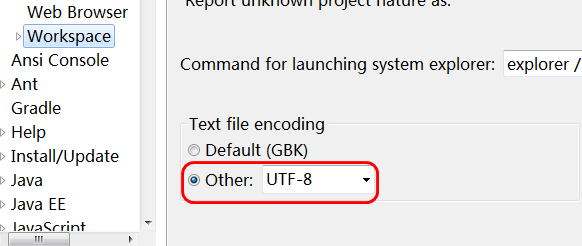 Web Browser
Workspace
Ansi Console
Ant
Gradle
Help
Install/Update
Java
Java EE
JavaScript
Report unknown project nature as:
Command for launching system explorer: explorer /
Text file encoding
Default (GBK)
Other: UTF-8